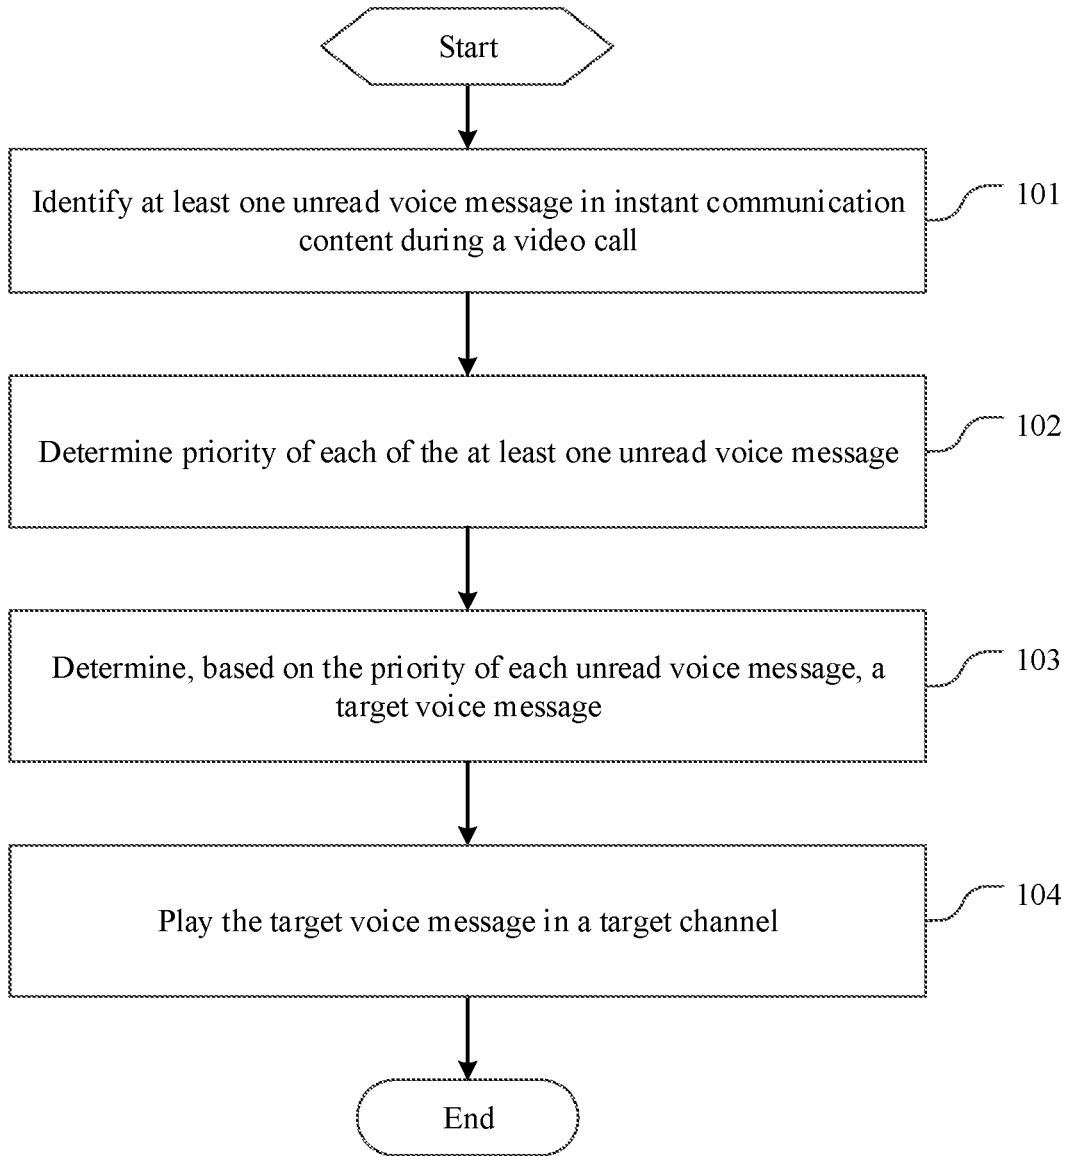 Start
Identify at least one unread voice message in instant communication
content during a video call
101
Determine priority of each of the at least one unread voice message
102
Determine, based on the priority of each unread voice message, a
target voice message
103
Play the target voice message in a target channel
104
End